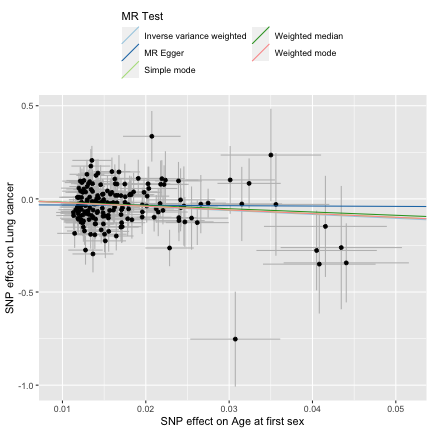 MR Test
Inverse variance weighted
Weighted median
MR Egger
Weighted mode
Simple mode
0.5
0.0
-0.5
-1.0
SNP effect on Lung cancer
0.01 0.02 0.03 0.04 0.05
SNP effect on Age at first sex